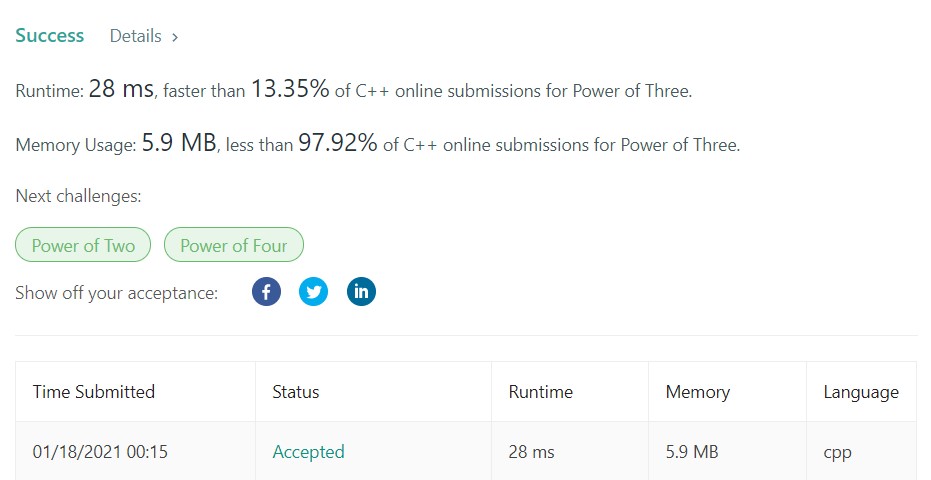 Success Details >
Runtime: 28 ms, faster than 13.35% of C++ online submissions for Power of Three.
Memory Usage: 5.9 MB, less than 97.92% of C++ online submissions for Power of Three.
Next challenges:
Power of Two Power of Four
Show off your acceptance:
Time Submitted Status Runtime Memory Language
01/18/2021 00:15 Accepted 28 ms 5.9 MB cpp